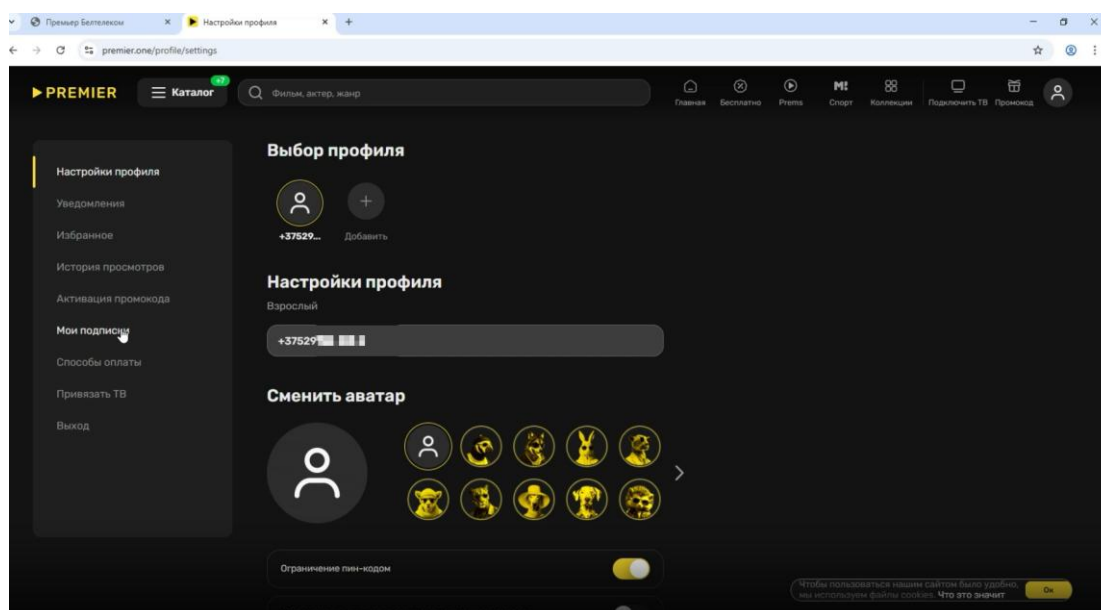 Премьер Белтелеком
Настройки профиля
premier.one/profile/settings
PREMIER
Каталог
+7
Фильм, актер, жанр
Главная
Бесплатно
Prems
М!
Спорт
Коллекции
Подключить ТВ
Промокод
Настройки профиля
Уведомления
Избранное
История просмотров
Активация промокода
Мои подписки
Способы оплаты
Привязать ТВ
Выход
Выбор профиля
+37529...
Добавить
Настройки профиля
Взрослый
+37529
Сменить аватар
Ограничение пин-кодом
Чтобы пользоваться нашим сайтом было удобно,
мы используем файлы cookies. Что это значит
Ок